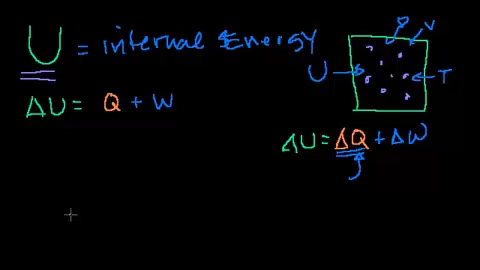 U = internal Energy
P V
U T
ΔU = Q + W
ΔU = ΔQ + ΔW